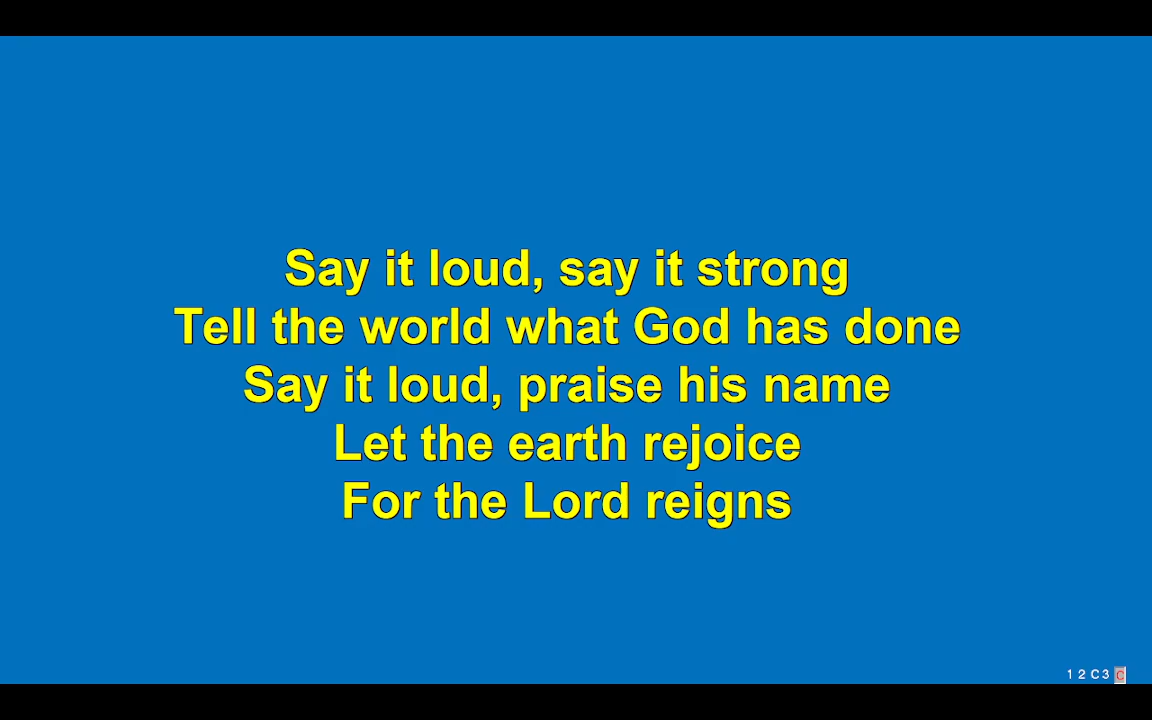 Say it loud, say it strong
Tell the world what God has done
Say it loud, praise his name
Let the earth rejoice
For the Lord reigns
1 2 C 3 C